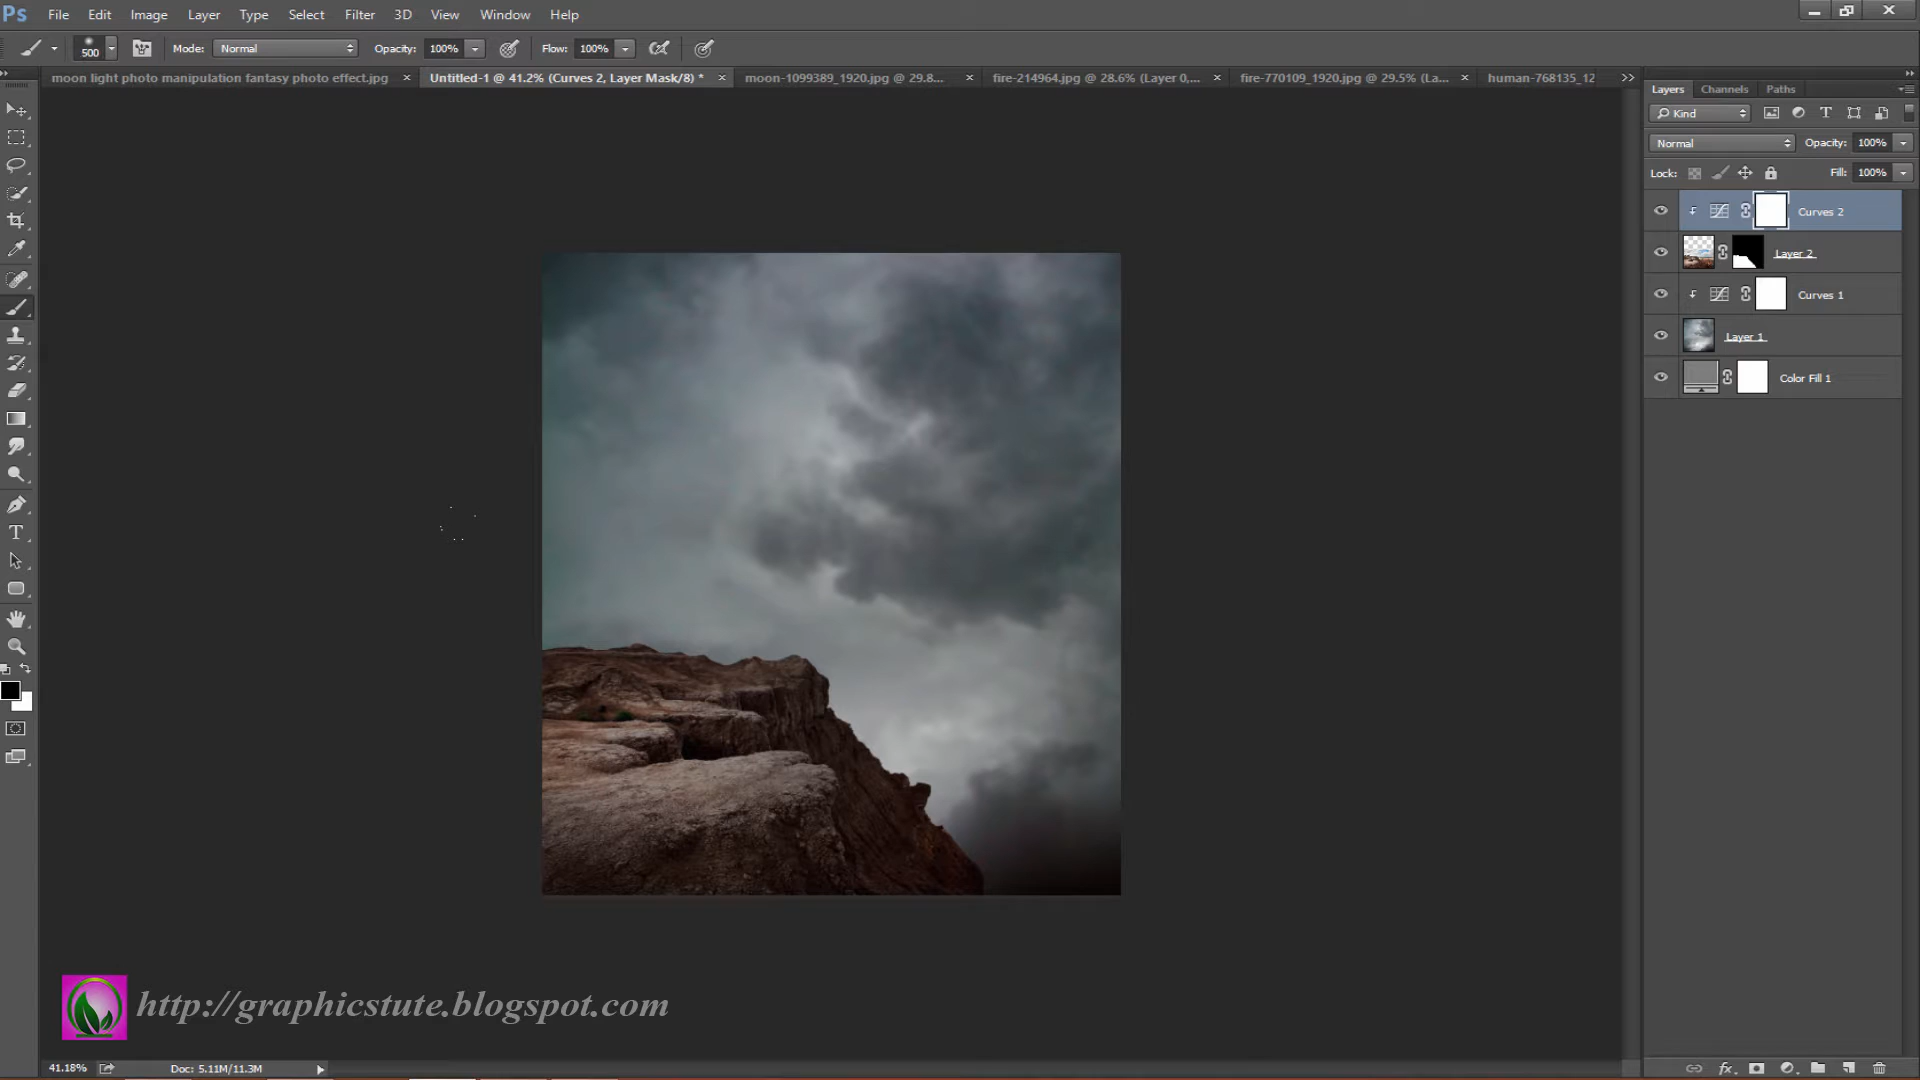 Ps File Edit Image Layer Type Select Filter 3D View Window Help
500 Mode: Normal Opacity: 100% Flow: 100%
moon light photo manipulation fantasy photo effect.jpg × Untitled-1 @ 41.2% (Curves 2, Layer Mask/8) * × moon-1099389_1920.jpg @ 29.8... × fire-214964.jpg @ 28.6% (Layer 0,... × fire-770109_1920.jpg @ 29.5% (La... × human-768135_12
Layers Channels Paths
Kind
Normal Opacity: 100%
Lock: Fill: 100%
Curves 2
Layer 2
Curves 1
Layer 1
Color Fill 1
http://graphicstute.blogspot.com
41.18% Doc: 5.11M/11.3M